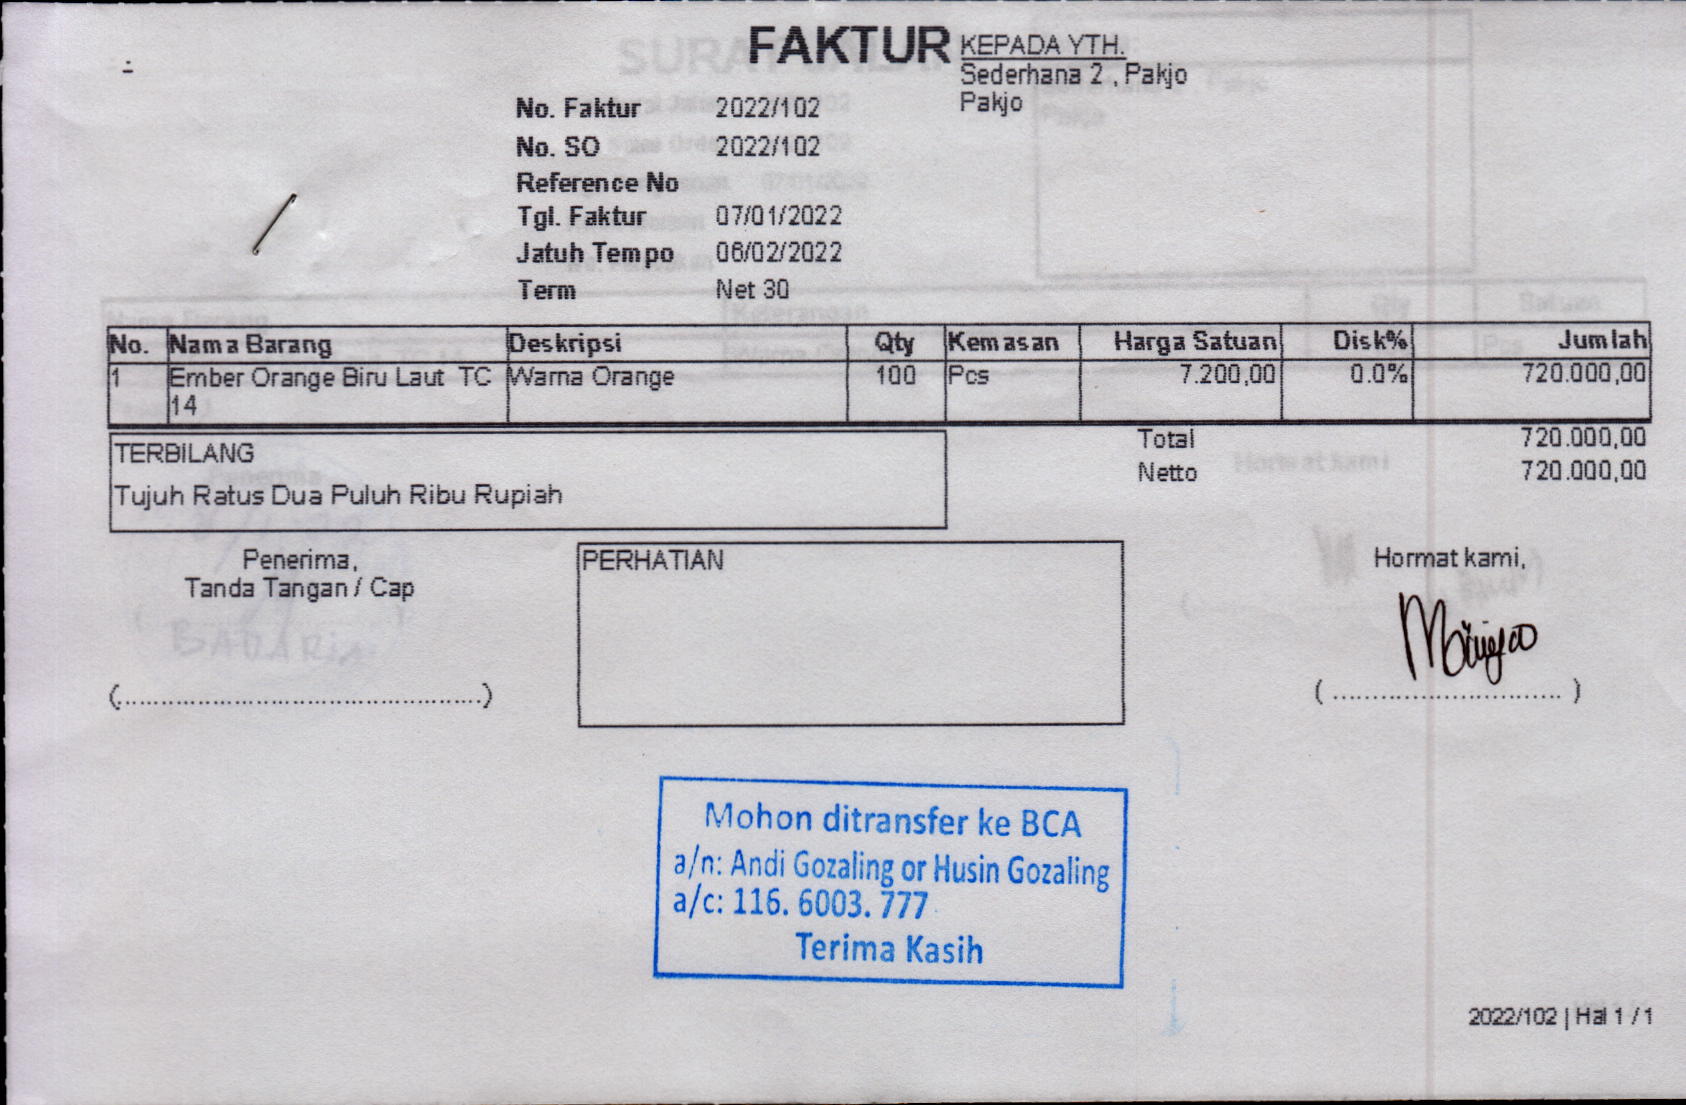 FAKTUR
KEPADA YTH.
Sederhana 2 , Pakjo
Pakjo
No. Faktur 2022/102
No. SO 2022/102
Reference No
Tgl. Faktur 07/01/2022
Jatuh Tempo 06/02/2022
Term Net 30
No. Nama Barang Deskripsi Qty Kemasan Harga Satuan Disk% Jumlah
1 Ember Orange Biru Laut TC Warna Orange 100 Pcs 7.200,00 0.0% 720.000,00
14
Total 720.000,00
Netto 720.000,00
TERBILANG
Tujuh Ratus Dua Puluh Ribu Rupiah
Penerima,
Tanda Tangan / Cap
(................................................)
PERHATIAN
Hormat kami,
( ............................. )
Mohon ditransfer ke BCA
a/n: Andi Gozaling or Husin Gozaling
a/c: 116. 6003. 777
Terima Kasih
2022/102 | Hal 1 / 1